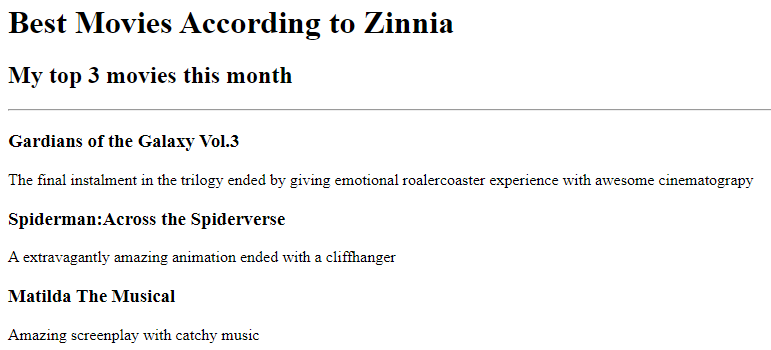 Best Movies According to Zinnia
My top 3 movies this month
Gardians of the Galaxy Vol.3
The final instalment in the trilogy ended by giving emotional roalercoaster experience with awesome cinematograpy
Spiderman:Across the Spiderverse
A extravagantly amazing animation ended with a cliffhanger
Matilda The Musical
Amazing screenplay with catchy music